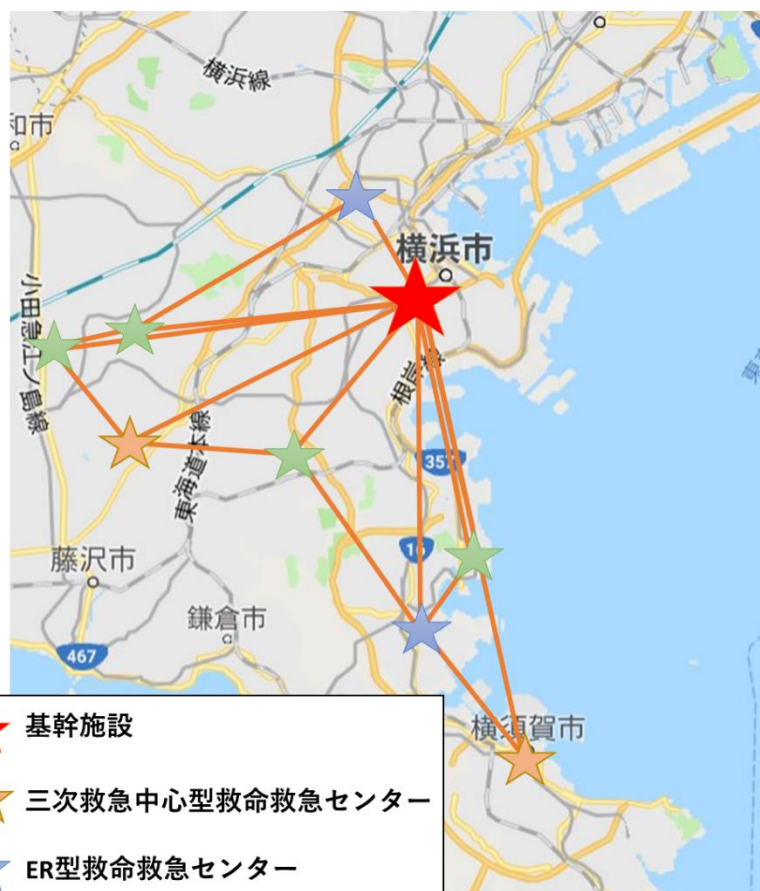 横浜線
和市
横浜市
小田急江ノ島線
根岸線
東
357
東海道本線
16
藤沢市
鎌倉市
467
横須賀市
基幹施設
三次救急中心型救命救急センター
ER型救命救急センター